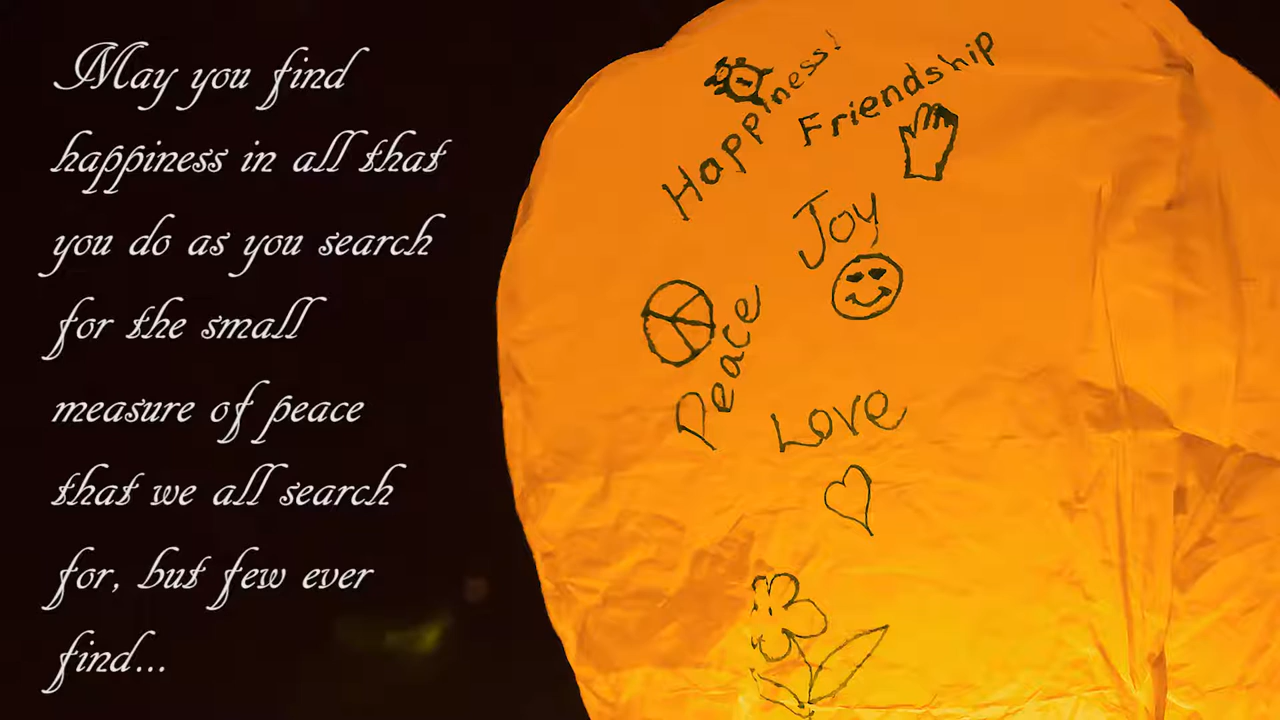 May you find
happiness in all that
you do as you search
for the small
measure of peace
that we all search
for, but few ever
find...
Happiness!
Friendship
Joy
Peace
Love